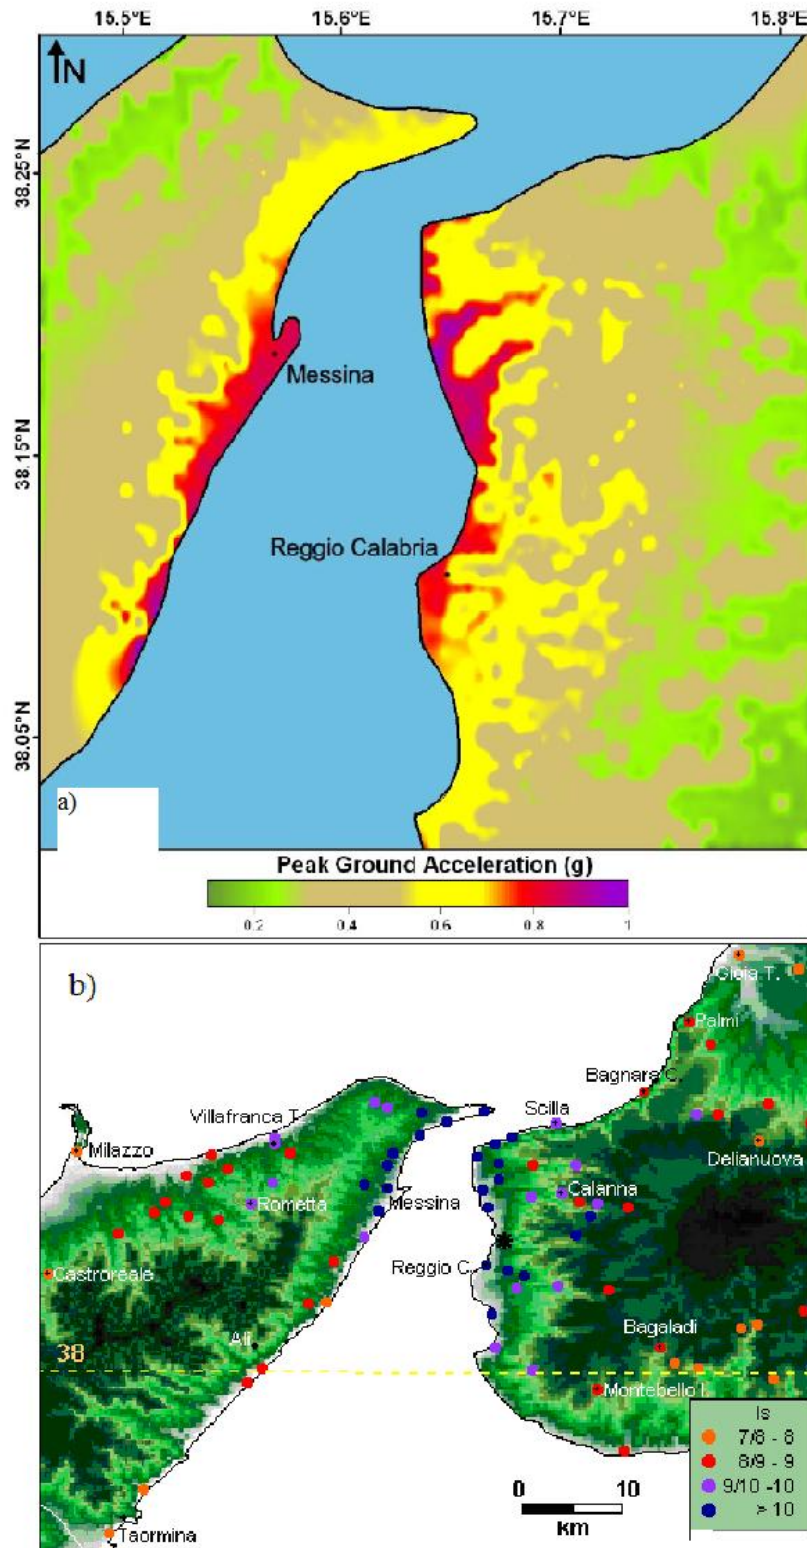 15.5°E 15.6°E 15.7°E 15.8°E
N
38.25°N
Messina
38.15°N
Reggio Calabria
38.05°N
a)
Peak Ground Acceleration (g)
0.2 0.4 0.6 0.8 1
b)
Gioia T.
Palmi
Bagnara C.
Villafranca T.
Scilla
Milazzo
Delianuova
Calanna
Rometta
Messina
Reggio C.
Castroreale
Alì
Bagaladi
38
Montebello I.
Is
7/8 - 8
8/9 - 9
9/10 -10
> 10
0 10
km
Taormina